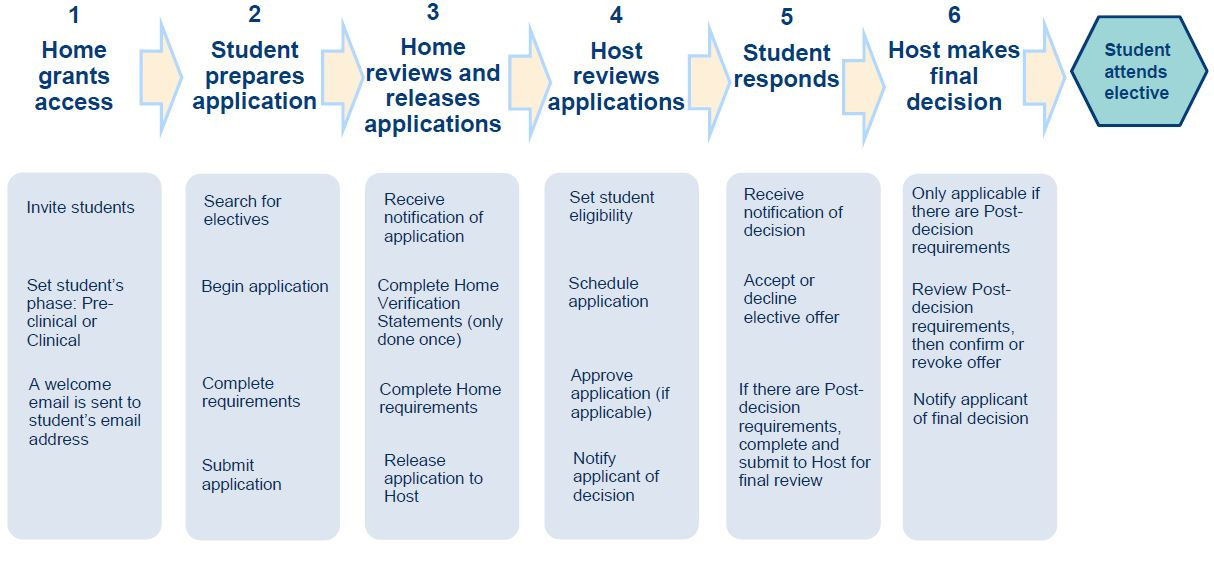 1
Home
grants
access
2
Student
prepares
application
3
Home
reviews and
releases
applications
4
Host
reviews
applications
5
Student
responds
6
Host makes
final
decision
Student
attends
elective
Invite students
Set student’s
phase: Pre-
clinical or
Clinical
A welcome
email is sent to
student’s email
address
Search for
electives
Begin application
Complete
requirements
Submit
application
Receive
notification of
application
Complete Home
Verification
Statements (only
done once)
Complete Home
requirements
Release
application to
Host
Set student
eligibility
Schedule
application
Approve
application (if
applicable)
Notify
applicant of
decision
Receive
notification of
decision
Accept or
decline
elective offer
If there are Post-
decision
requirements,
complete and
submit to Host for
final review
Only applicable if
there are Post-
decision
requirements
Review Post-
decision
requirements,
then confirm or
revoke offer
Notify applicant
of final decision